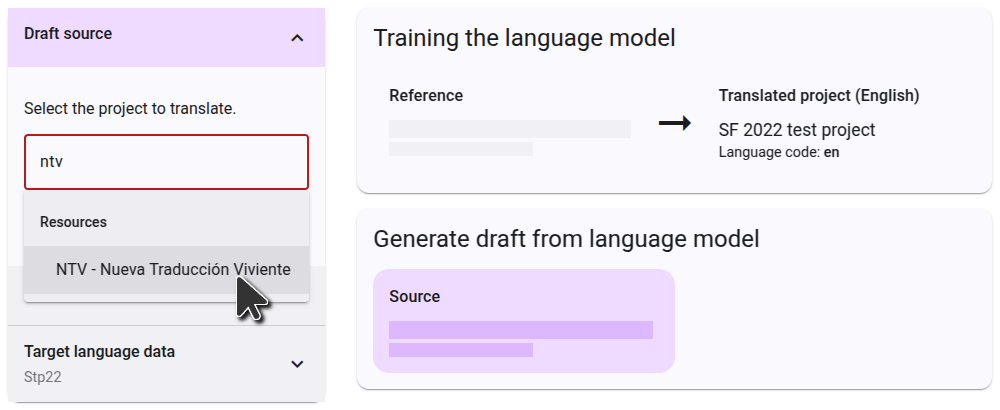 Draft source
Select the project to translate.
ntv
Resources
NTV - Nueva Traducción Viviente
Target language data
Stp22
Training the language model
Reference
Translated project (English)
SF 2022 test project
Language code: en
Generate draft from language model
Source